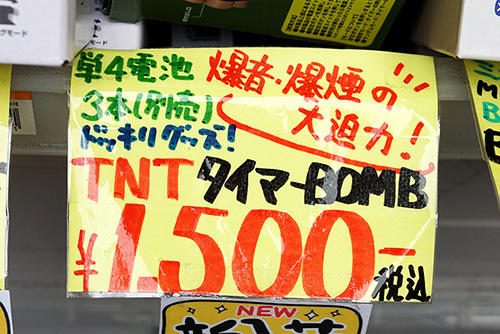 単4電池
3本(別売)
ドッキリグッズ!
爆音・爆煙の
大迫力!
TNT タイマーBOMB
¥1,500-
税込
NEW